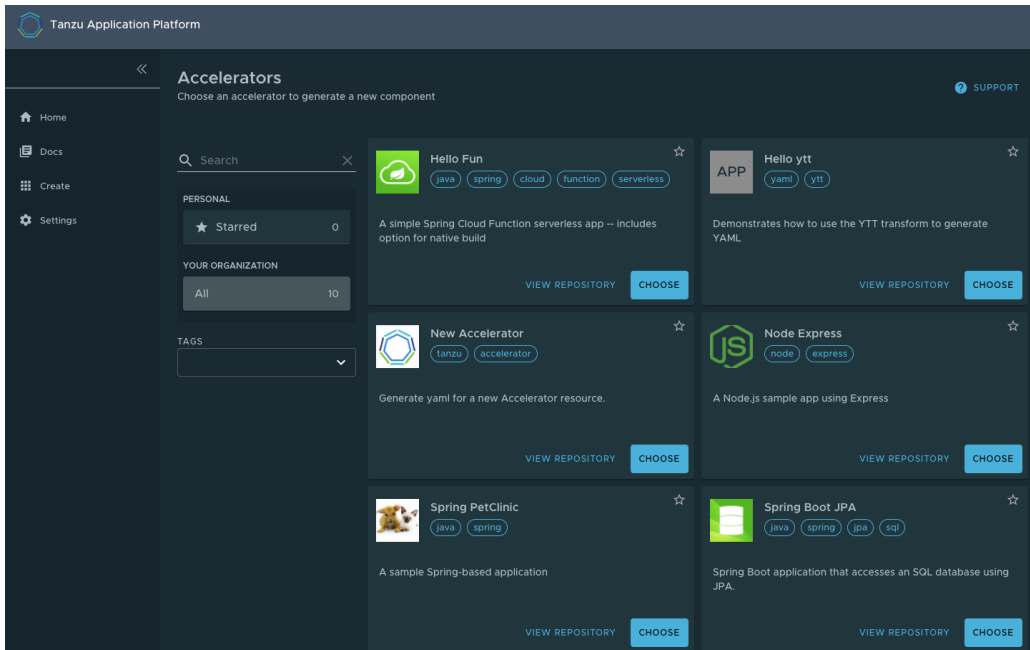 Tanzu Application Platform
Home
Docs
Create
Settings
Accelerators
Choose an accelerator to generate a new component
SUPPORT
Search
PERSONAL
Starred 0
YOUR ORGANIZATION
All 10
TAGS
Hello Fun
java spring cloud function serverless
A simple Spring Cloud Function serverless app -- includes
option for native build
VIEW REPOSITORY CHOOSE
APP
Hello ytt
yaml ytt
Demonstrates how to use the YTT transform to generate
YAML
VIEW REPOSITORY CHOOSE
New Accelerator
tanzu accelerator
Generate yaml for a new Accelerator resource.
VIEW REPOSITORY CHOOSE
JS
Node Express
node express
A Node.js sample app using Express
VIEW REPOSITORY CHOOSE
Spring PetClinic
java spring
A sample Spring-based application
VIEW REPOSITORY CHOOSE
Spring Boot JPA
java spring jpa sql
Spring Boot application that accesses an SQL database using
JPA.
VIEW REPOSITORY CHOOSE